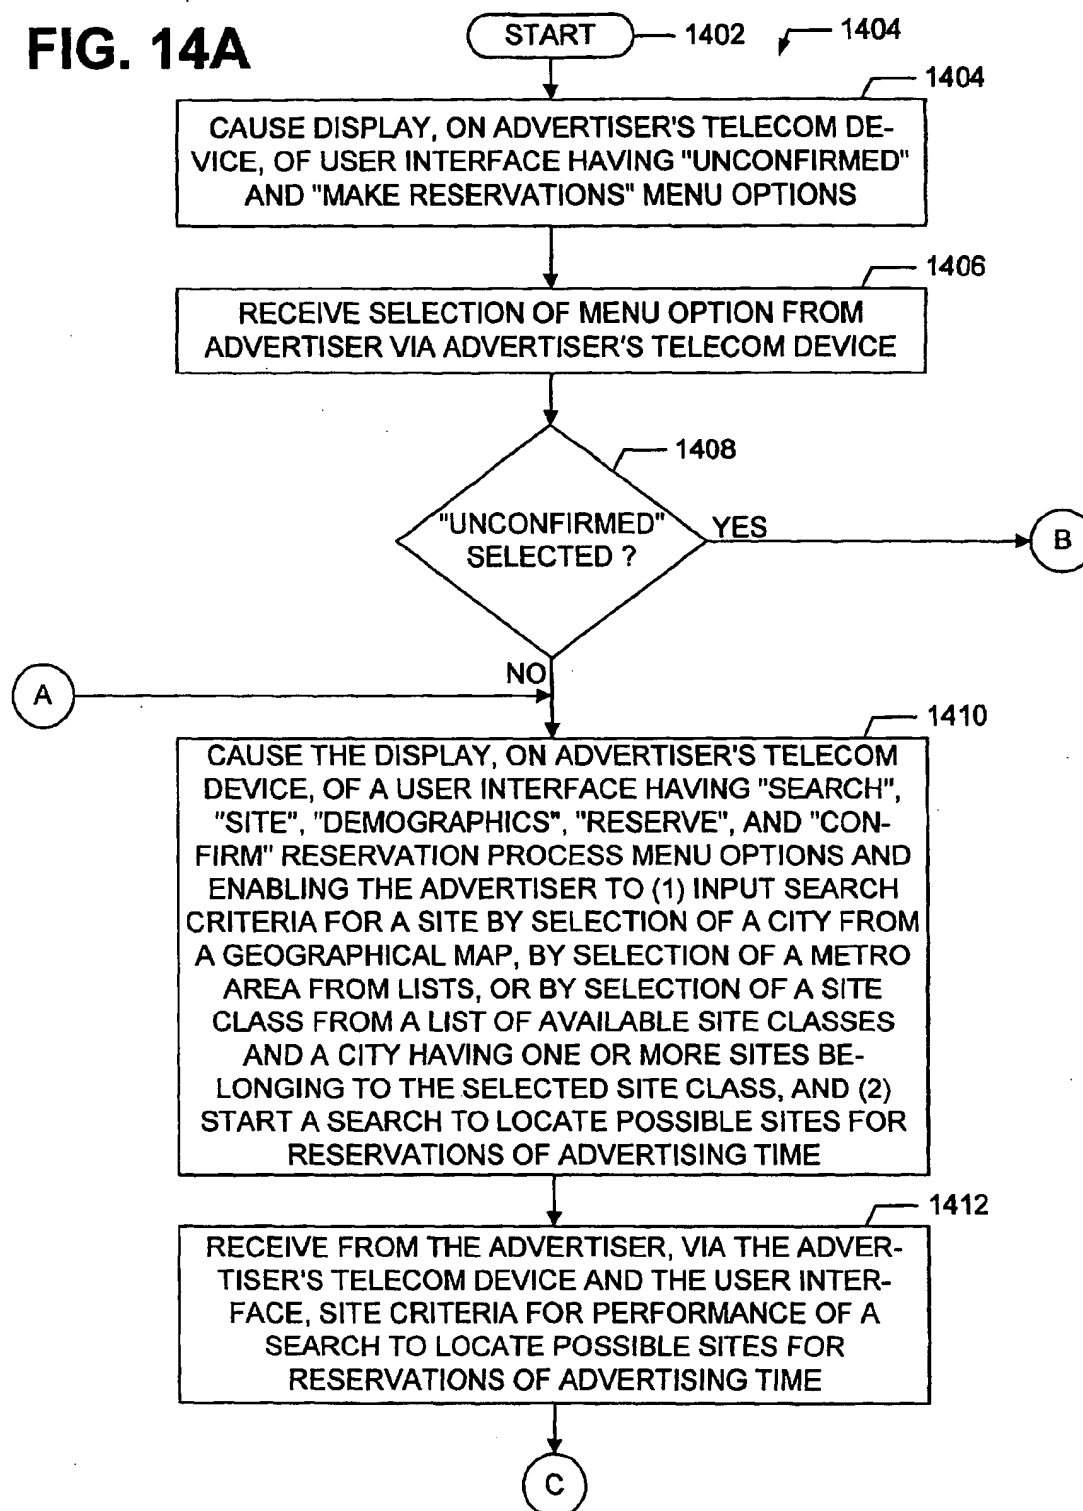 FIG. 14A
START
1402
1404
1404
CAUSE DISPLAY, ON ADVERTISER'S TELECOM DE-
VICE, OF USER INTERFACE HAVING "UNCONFIRMED"
AND "MAKE RESERVATIONS" MENU OPTIONS
1406
RECEIVE SELECTION OF MENU OPTION FROM
ADVERTISER VIA ADVERTISER'S TELECOM DEVICE
1408
"UNCONFIRMED"
SELECTED ?
YES
B
NO
A
1410
CAUSE THE DISPLAY, ON ADVERTISER'S TELECOM
DEVICE, OF A USER INTERFACE HAVING "SEARCH",
"SITE", "DEMOGRAPHICS", "RESERVE", AND "CON-
FIRM" RESERVATION PROCESS MENU OPTIONS AND
ENABLING THE ADVERTISER TO (1) INPUT SEARCH
CRITERIA FOR A SITE BY SELECTION OF A CITY FROM
A GEOGRAPHICAL MAP, BY SELECTION OF A METRO
AREA FROM LISTS, OR BY SELECTION OF A SITE
CLASS FROM A LIST OF AVAILABLE SITE CLASSES
AND A CITY HAVING ONE OR MORE SITES BE-
LONGING TO THE SELECTED SITE CLASS, AND (2)
START A SEARCH TO LOCATE POSSIBLE SITES FOR
RESERVATIONS OF ADVERTISING TIME
1412
RECEIVE FROM THE ADVERTISER, VIA THE ADVER-
TISER'S TELECOM DEVICE AND THE USER INTER-
FACE, SITE CRITERIA FOR PERFORMANCE OF A
SEARCH TO LOCATE POSSIBLE SITES FOR
RESERVATIONS OF ADVERTISING TIME
C